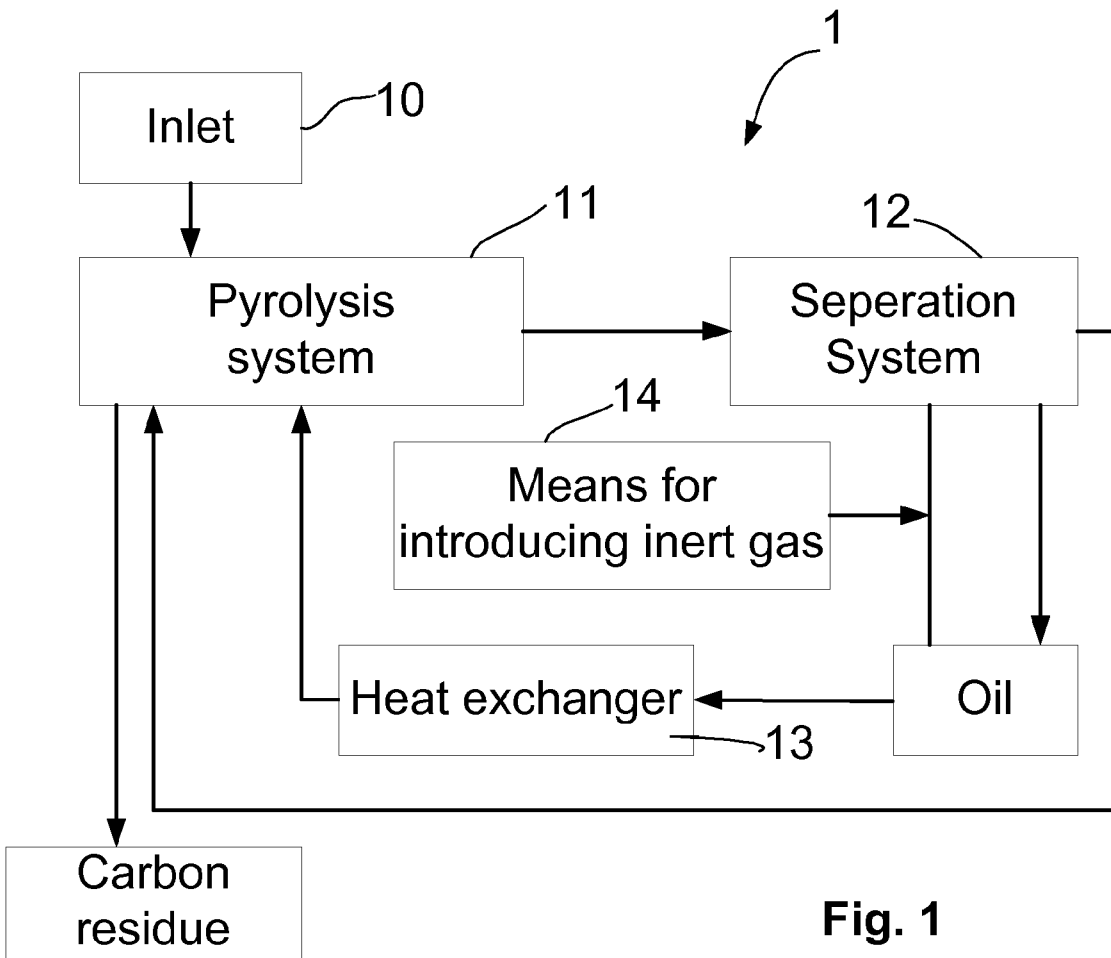 1
Inlet
10
11
12
Pyrolysis
system
Seperation
System
14
Means for
introducing inert gas
Heat exchanger
13
Oil
Carbon
residue
Fig. 1